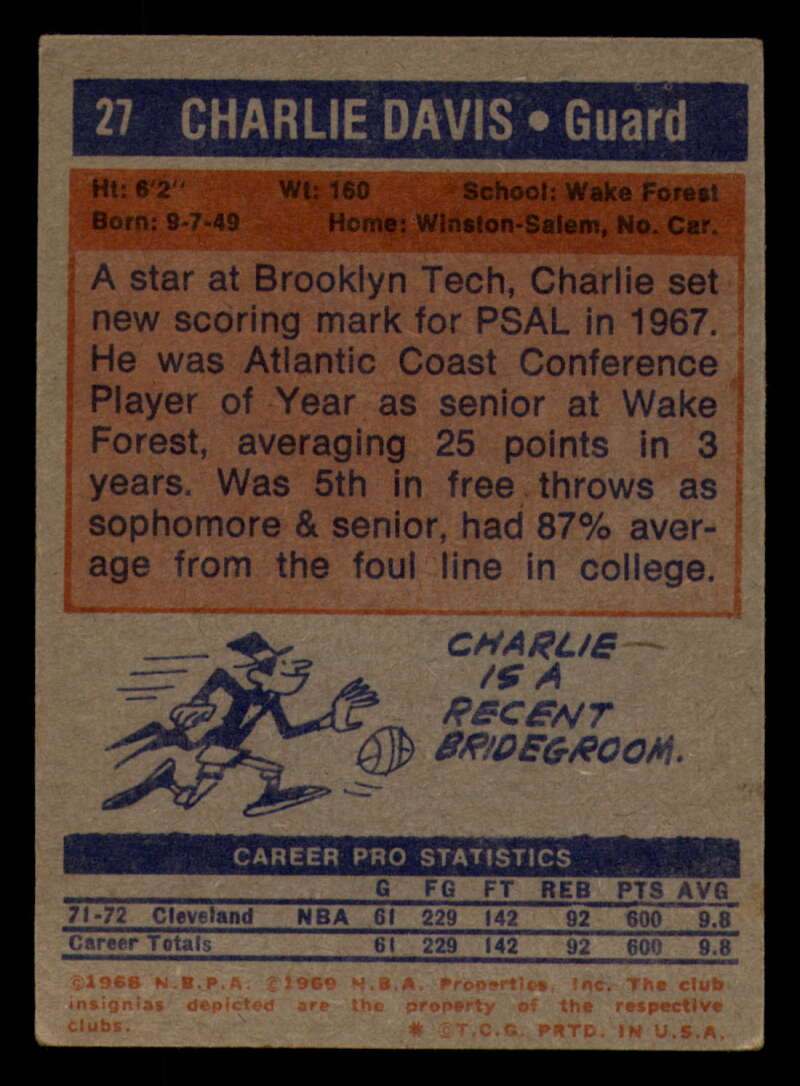 27 CHARLIE DAVIS • Guard
Ht: 6'2" Wt: 160 School: Wake Forest
Born: 9-7-49 Home: Winston-Salem, No. Car.
A star at Brooklyn Tech, Charlie set
new scoring mark for PSAL in 1967.
He was Atlantic Coast Conference
Player of Year as senior at Wake
Forest, averaging 25 points in 3
years. Was 5th in free throws as
sophomore & senior, had 87% aver-
age from the foul line in college.
CHARLIE
IS A
RECENT
BRIDEGROOM.
CAREER PRO STATISTICS
G FG FT REB PTS AVG
71-72 Cleveland NBA 61 229 142 92 600 9.8
Career Totals 61 229 142 92 600 9.8
©1968 N.B.P.A. ©1969 N.B.A. Properties, Inc. The club
insignias depicted are the property of the respective
clubs. * ©T.C.G. PRTD. IN U.S.A.